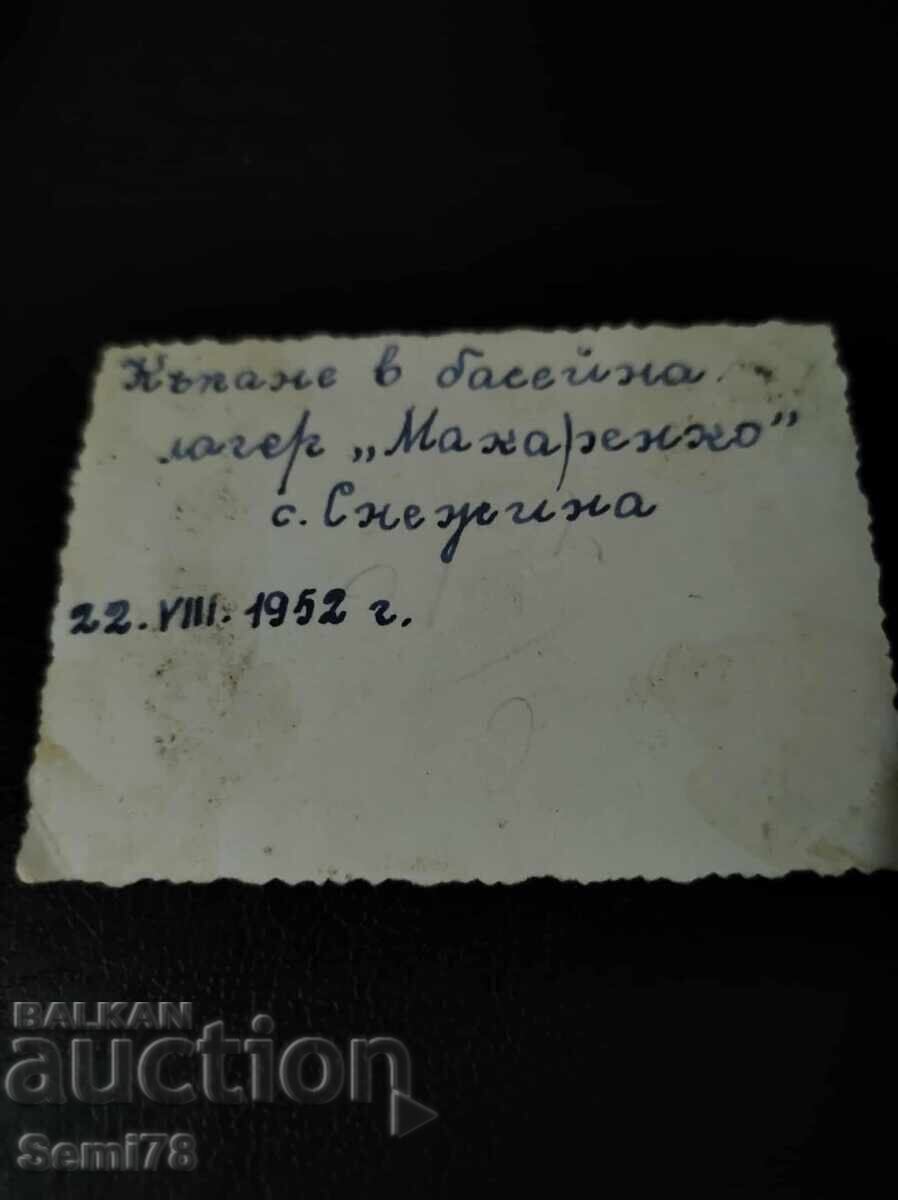 Къпане в басейна
лагер „Макаренко"
с. Снежина
22. VIII. 1952 г.
BALKAN
auction
Semi78